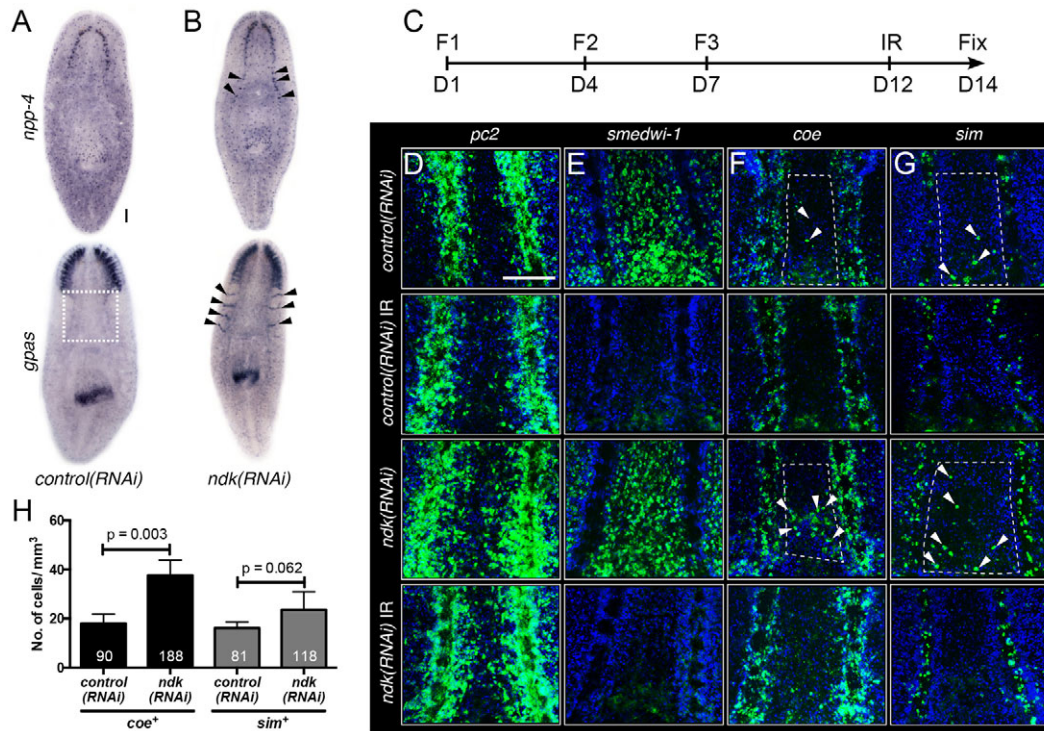 A
B
npp-4
gpas
control(RNAi)
ndk(RNAi)
C
F1 F2 F3 IR Fix
D1 D4 D7 D12 D14
pc2 smedwi-1 coe sim
D E F G
control(RNAi)
control(RNAi) IR
ndk(RNAi)
ndk(RNAi) IR
H
No. of cells/ mm³
60
40
20
0
p = 0.003
p = 0.062
90 188 81 118
control (RNAi)
ndk (RNAi)
control (RNAi)
ndk (RNAi)
coe⁺
sim⁺